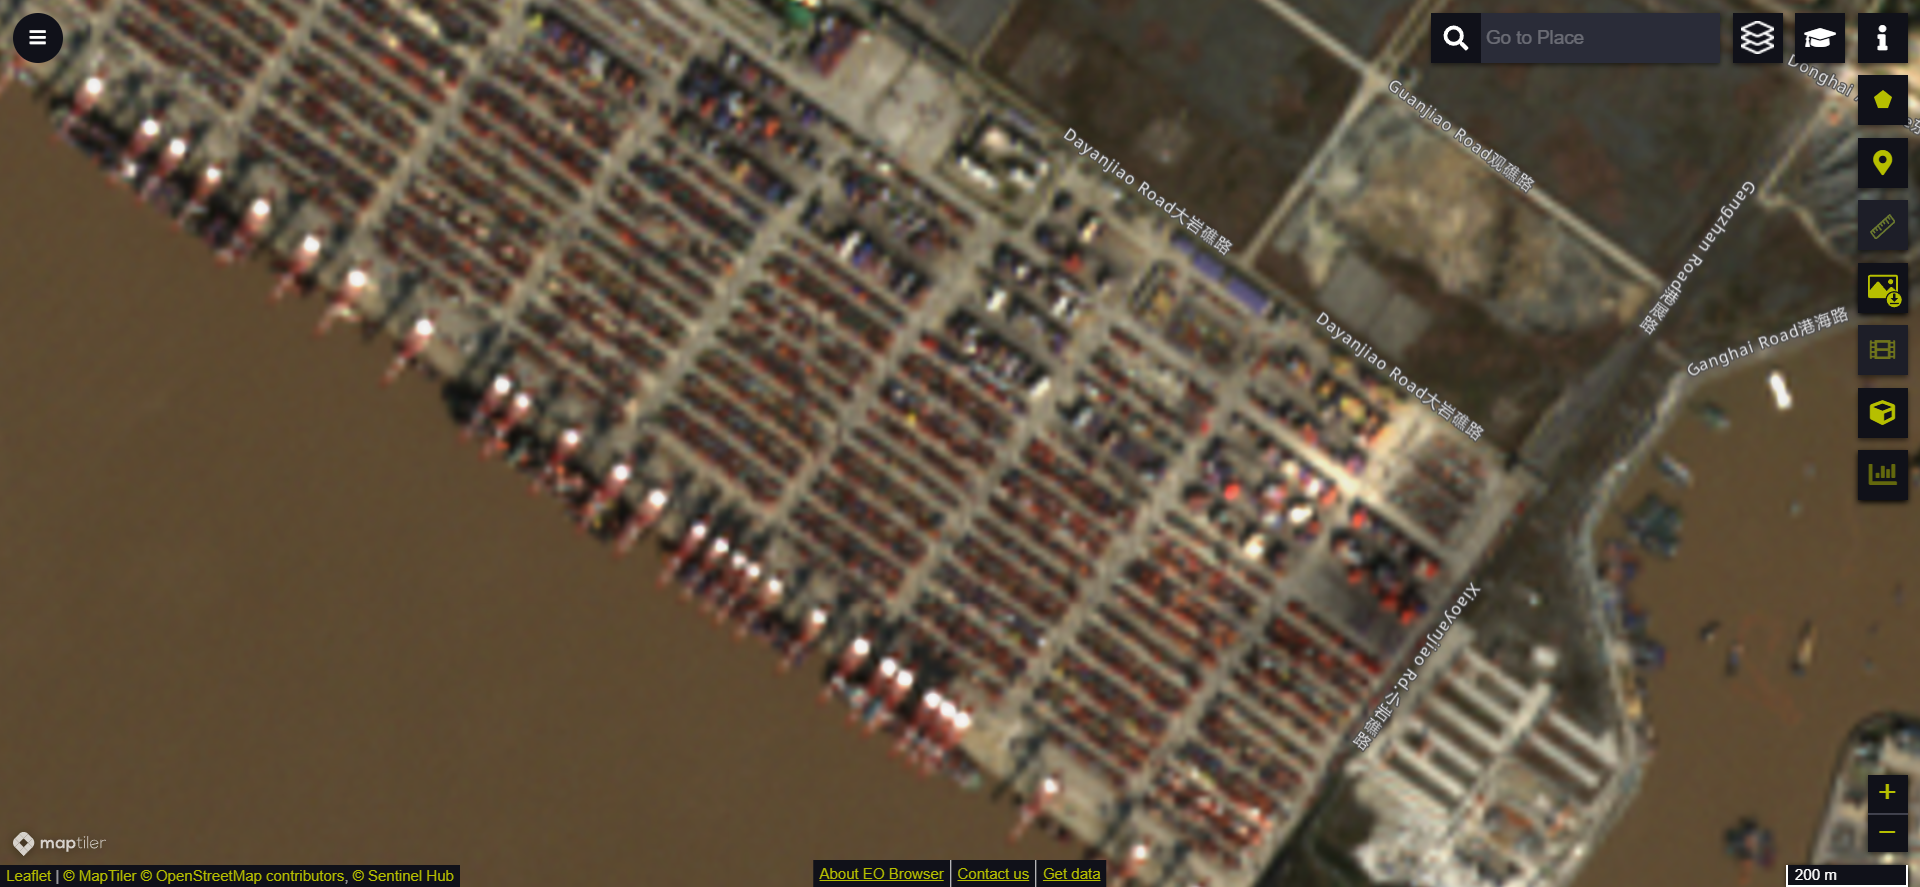 Go to Place
Donghai
Guanjiao Road观礁路
Dayanjiao Road大岩礁路
Gangzhan Road港展路
Ganghai Road港海路
Dayanjiao Road大岩礁路
Xiaoyanjiao Rd.小岩礁路
maptiler
Leaflet | © MapTiler © OpenStreetMap contributors, © Sentinel Hub
About EO Browser
Contact us
Get data
200 m